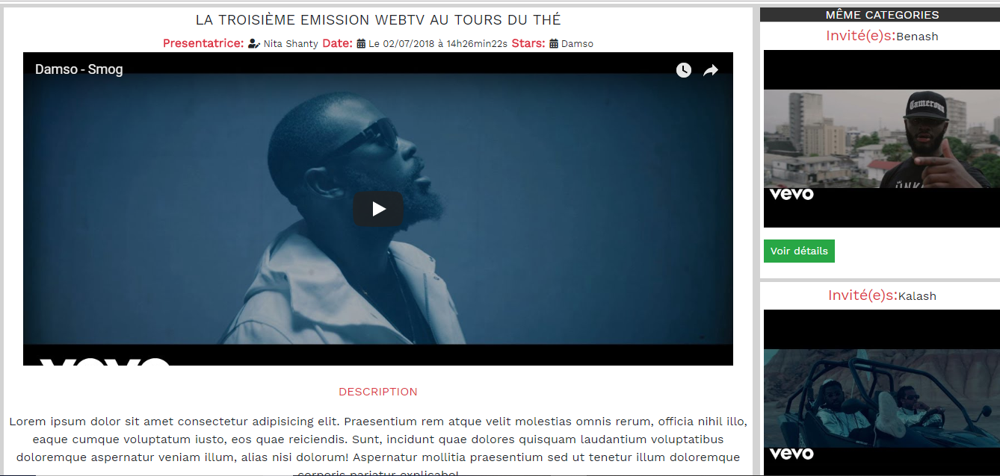 LA TROISIÈME EMISSION WEBTV AU TOURS DU THÉ
Presentatrice: Nita Shanty Date: Le 02/07/2018 à 14h26min22s Stars: Damso
Damso - Smog
vevo
DESCRIPTION
Lorem ipsum dolor sit amet consectetur adipisicing elit. Praesentium rem atque velit molestias omnis rerum, officia nihil illo,
eaque cumque voluptatum iusto, eos quae reiciendis. Sunt, incidunt quae dolores quisquam laudantium voluptatibus
doloremque aspernatur veniam illum, alias nisi dolorum! Aspernatur mollitia praesentium sed ut tenetur illum doloremque
corporis pariatur explicabo!
MÊME CATEGORIES
Invité(e)s:Benash
Cameroun
vevo
Voir détails
Invité(e)s:Kalash
vevo